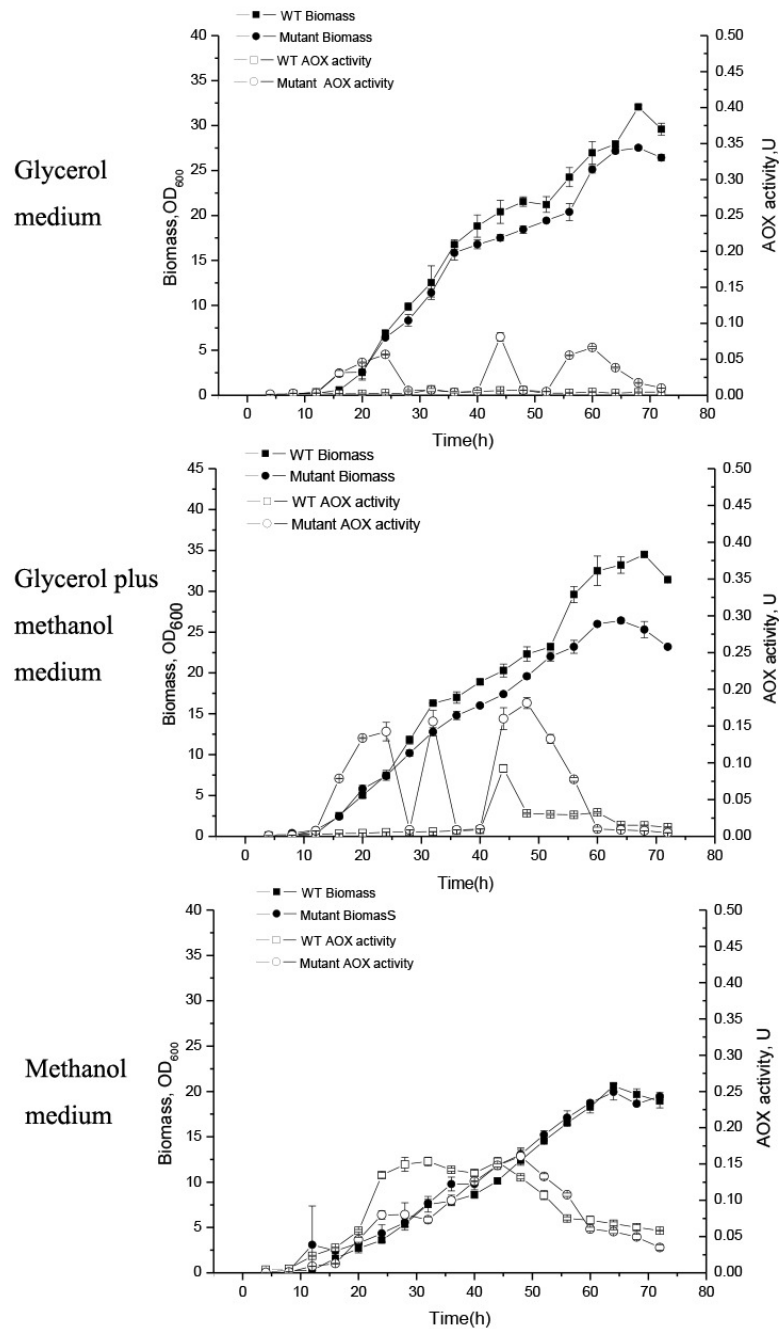 WT Biomass
Mutant Biomass
WT AOX activity
Mutant AOX activity
Glycerol
medium
Biomass, OD600
40
35
30
25
20
15
10
5
0
0.50
0.45
0.40
0.35
0.30
0.25
0.20
0.15
0.10
0.05
0.00
AOX activity,U
0 10 20 30 40 50 60 70 80
Time(h)
WT Biomass
Mutant Biomass
WT AOX activity
Mutant AOX activity
Glycerol plus
methanol
medium
Biomass, OD600
45
40
35
30
25
20
15
10
5
0
0.50
0.45
0.40
0.35
0.30
0.25
0.20
0.15
0.10
0.05
0.00
AOX activity, U
0 10 20 30 40 50 60 70 80
Time(h)
WT Biomass
Mutant BiomasS
WT AOX activity
Mutant AOX activity
Methanol
medium
Biomass, OD600
40
35
30
25
20
15
10
5
0
0.50
0.45
0.40
0.35
0.30
0.25
0.20
0.15
0.10
0.05
0.00
AOX activity, U
0 10 20 30 40 50 60 70 80
Time(h)